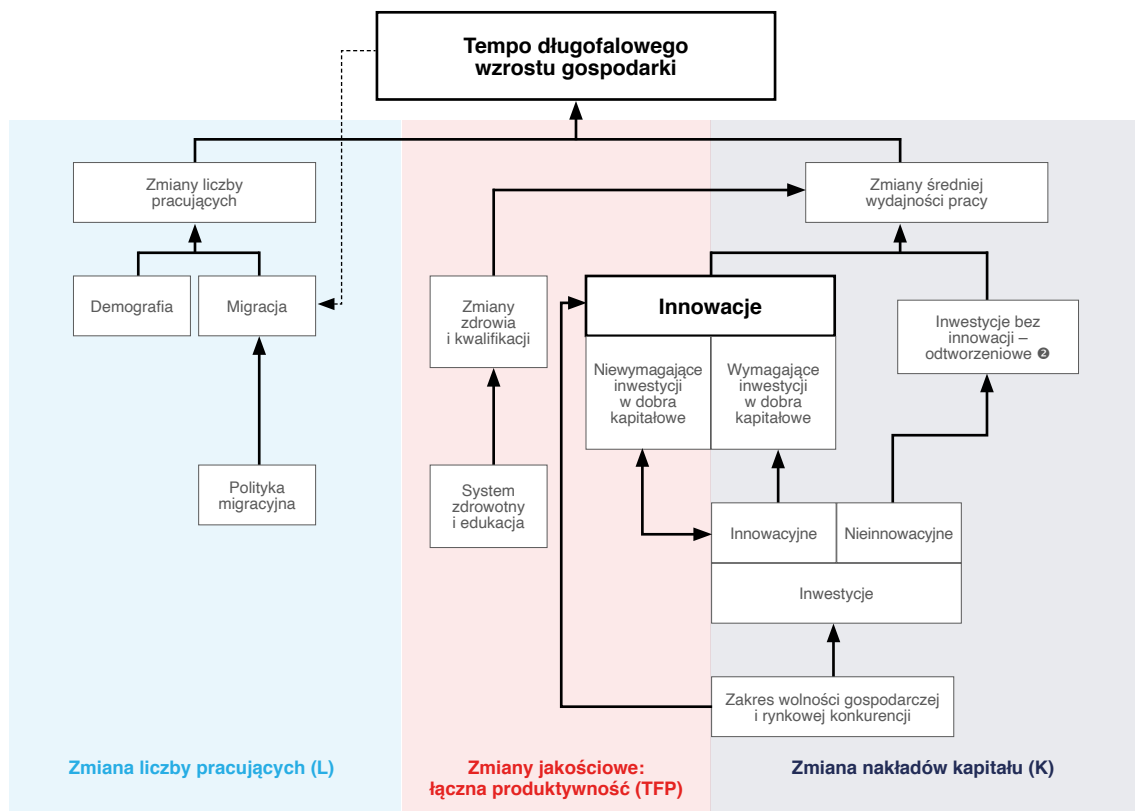 Tempo długofalowego
wzrostu gospodarki
Zmiany liczby
pracujących
Zmiany średniej
wydajności pracy
Demografia
Migracja
Zmiany
zdrowia
i kwalifikacji
Innowacje
Inwestycje bez
innowacji –
odtworzeniowe ❷
Niewymagające
inwestycji
w dobra
kapitałowe
Wymagające
inwestycji
w dobra
kapitałowe
Polityka
migracyjna
System
zdrowotny
i edukacja
Innowacyjne
Nieinnowacyjne
Inwestycje
Zakres wolności gospodarczej
i rynkowej konkurencji
Zmiana liczby pracujących (L)
Zmiany jakościowe:
łączna produktywność (TFP)
Zmiana nakładów kapitału (K)